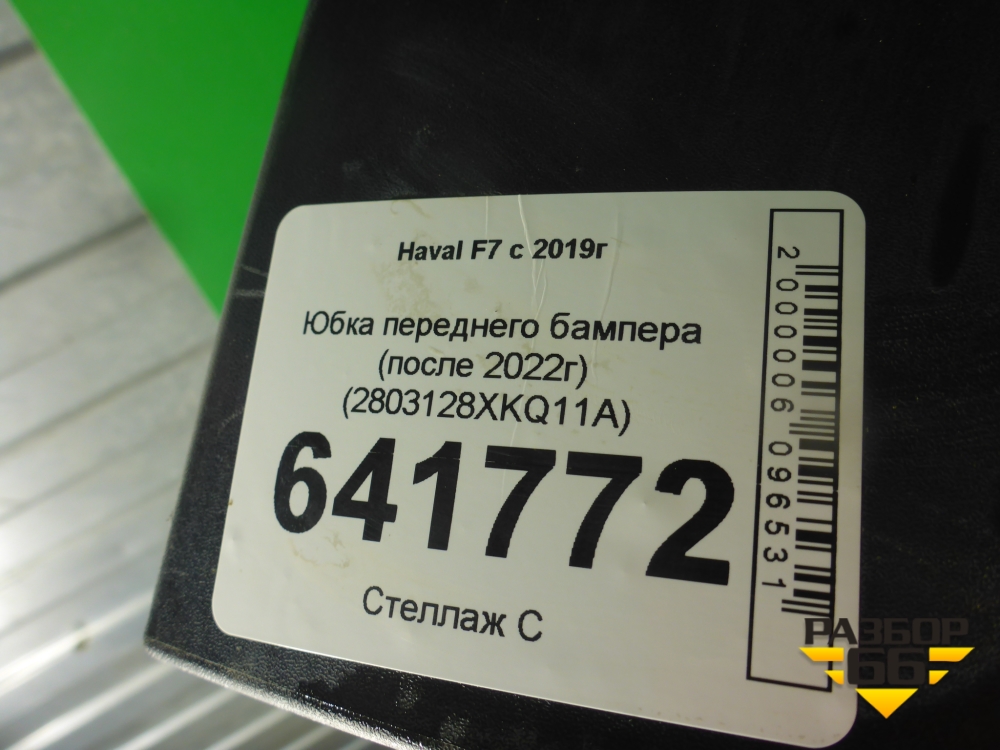 Haval F7 с 2019г
Юбка переднего бампера
(после 2022г)
(2803128XKQ11A)
641772
Стеллаж С
2 000006 096531
РАЗБОР
66